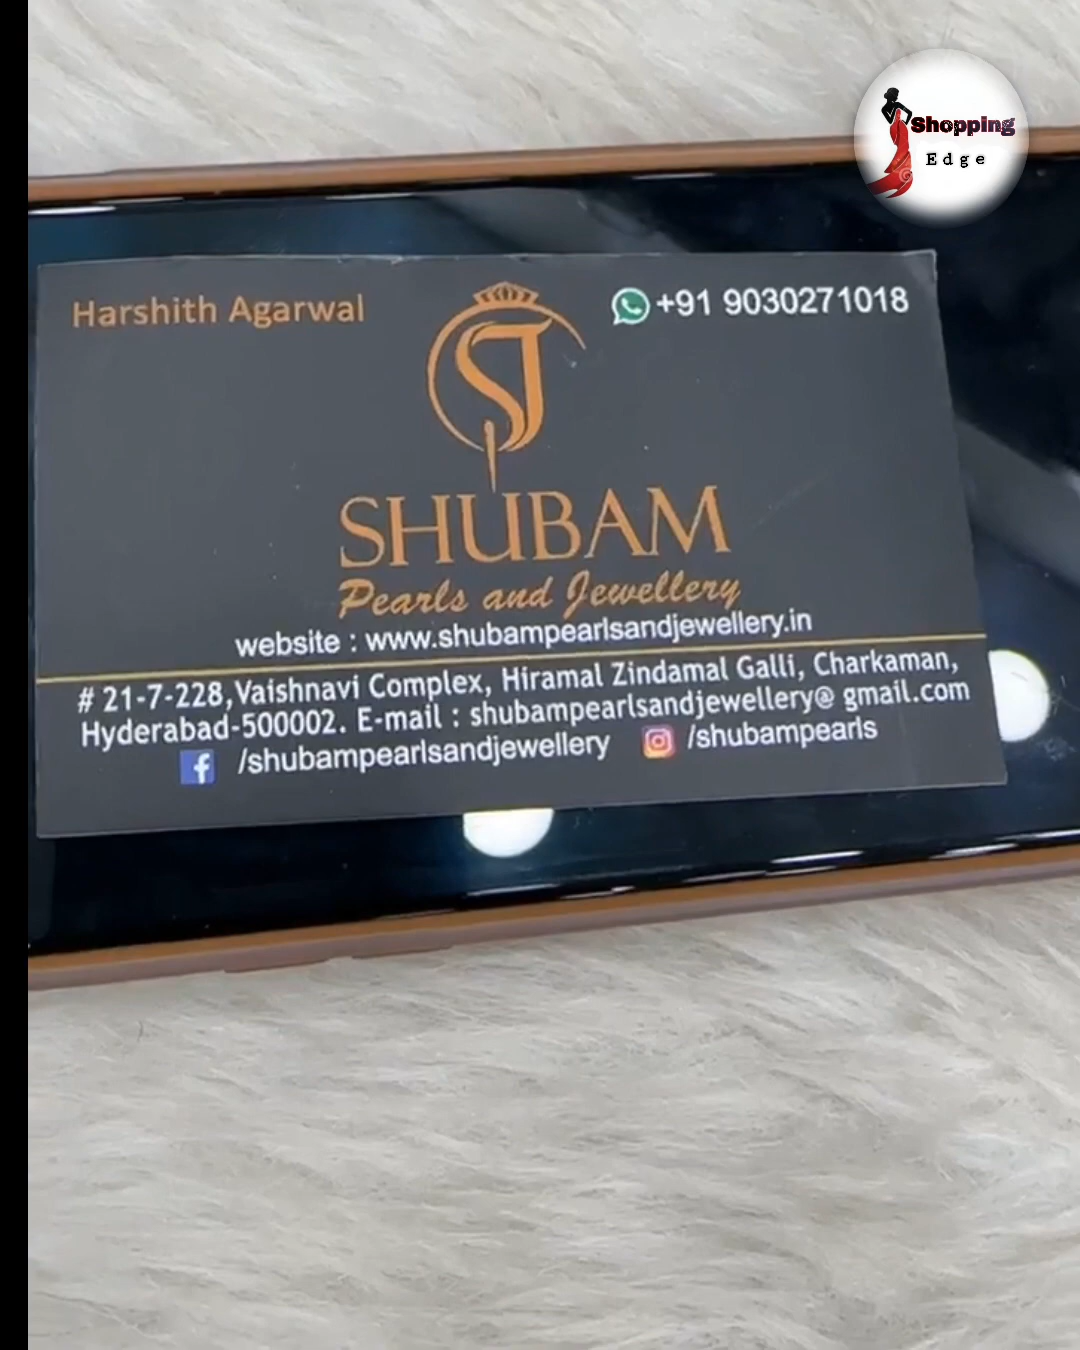 Shopping
Edge
Harshith Agarwal
+91 9030271018
SJ
SHUBAM
Pearls and Jewellery
website : www.shubampearlsandjewellery.in
# 21-7-228,Vaishnavi Complex, Hiramal Zindamal Galli, Charkaman,
Hyderabad-500002. E-mail : shubampearlsandjewellery@ gmail.com
f /shubampearlsandjewellery /shubampearls